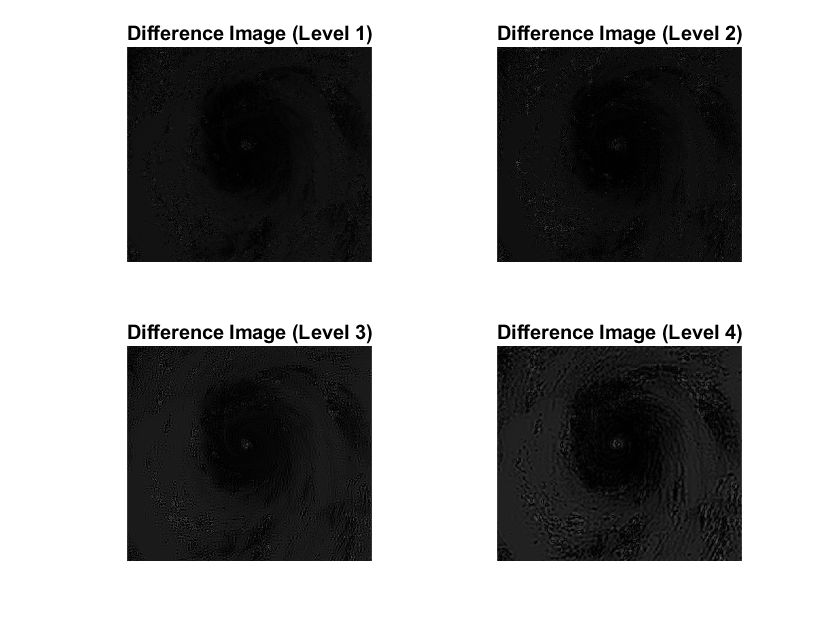 Difference Image (Level 1)
Difference Image (Level 2)
Difference Image (Level 3)
Difference Image (Level 4)